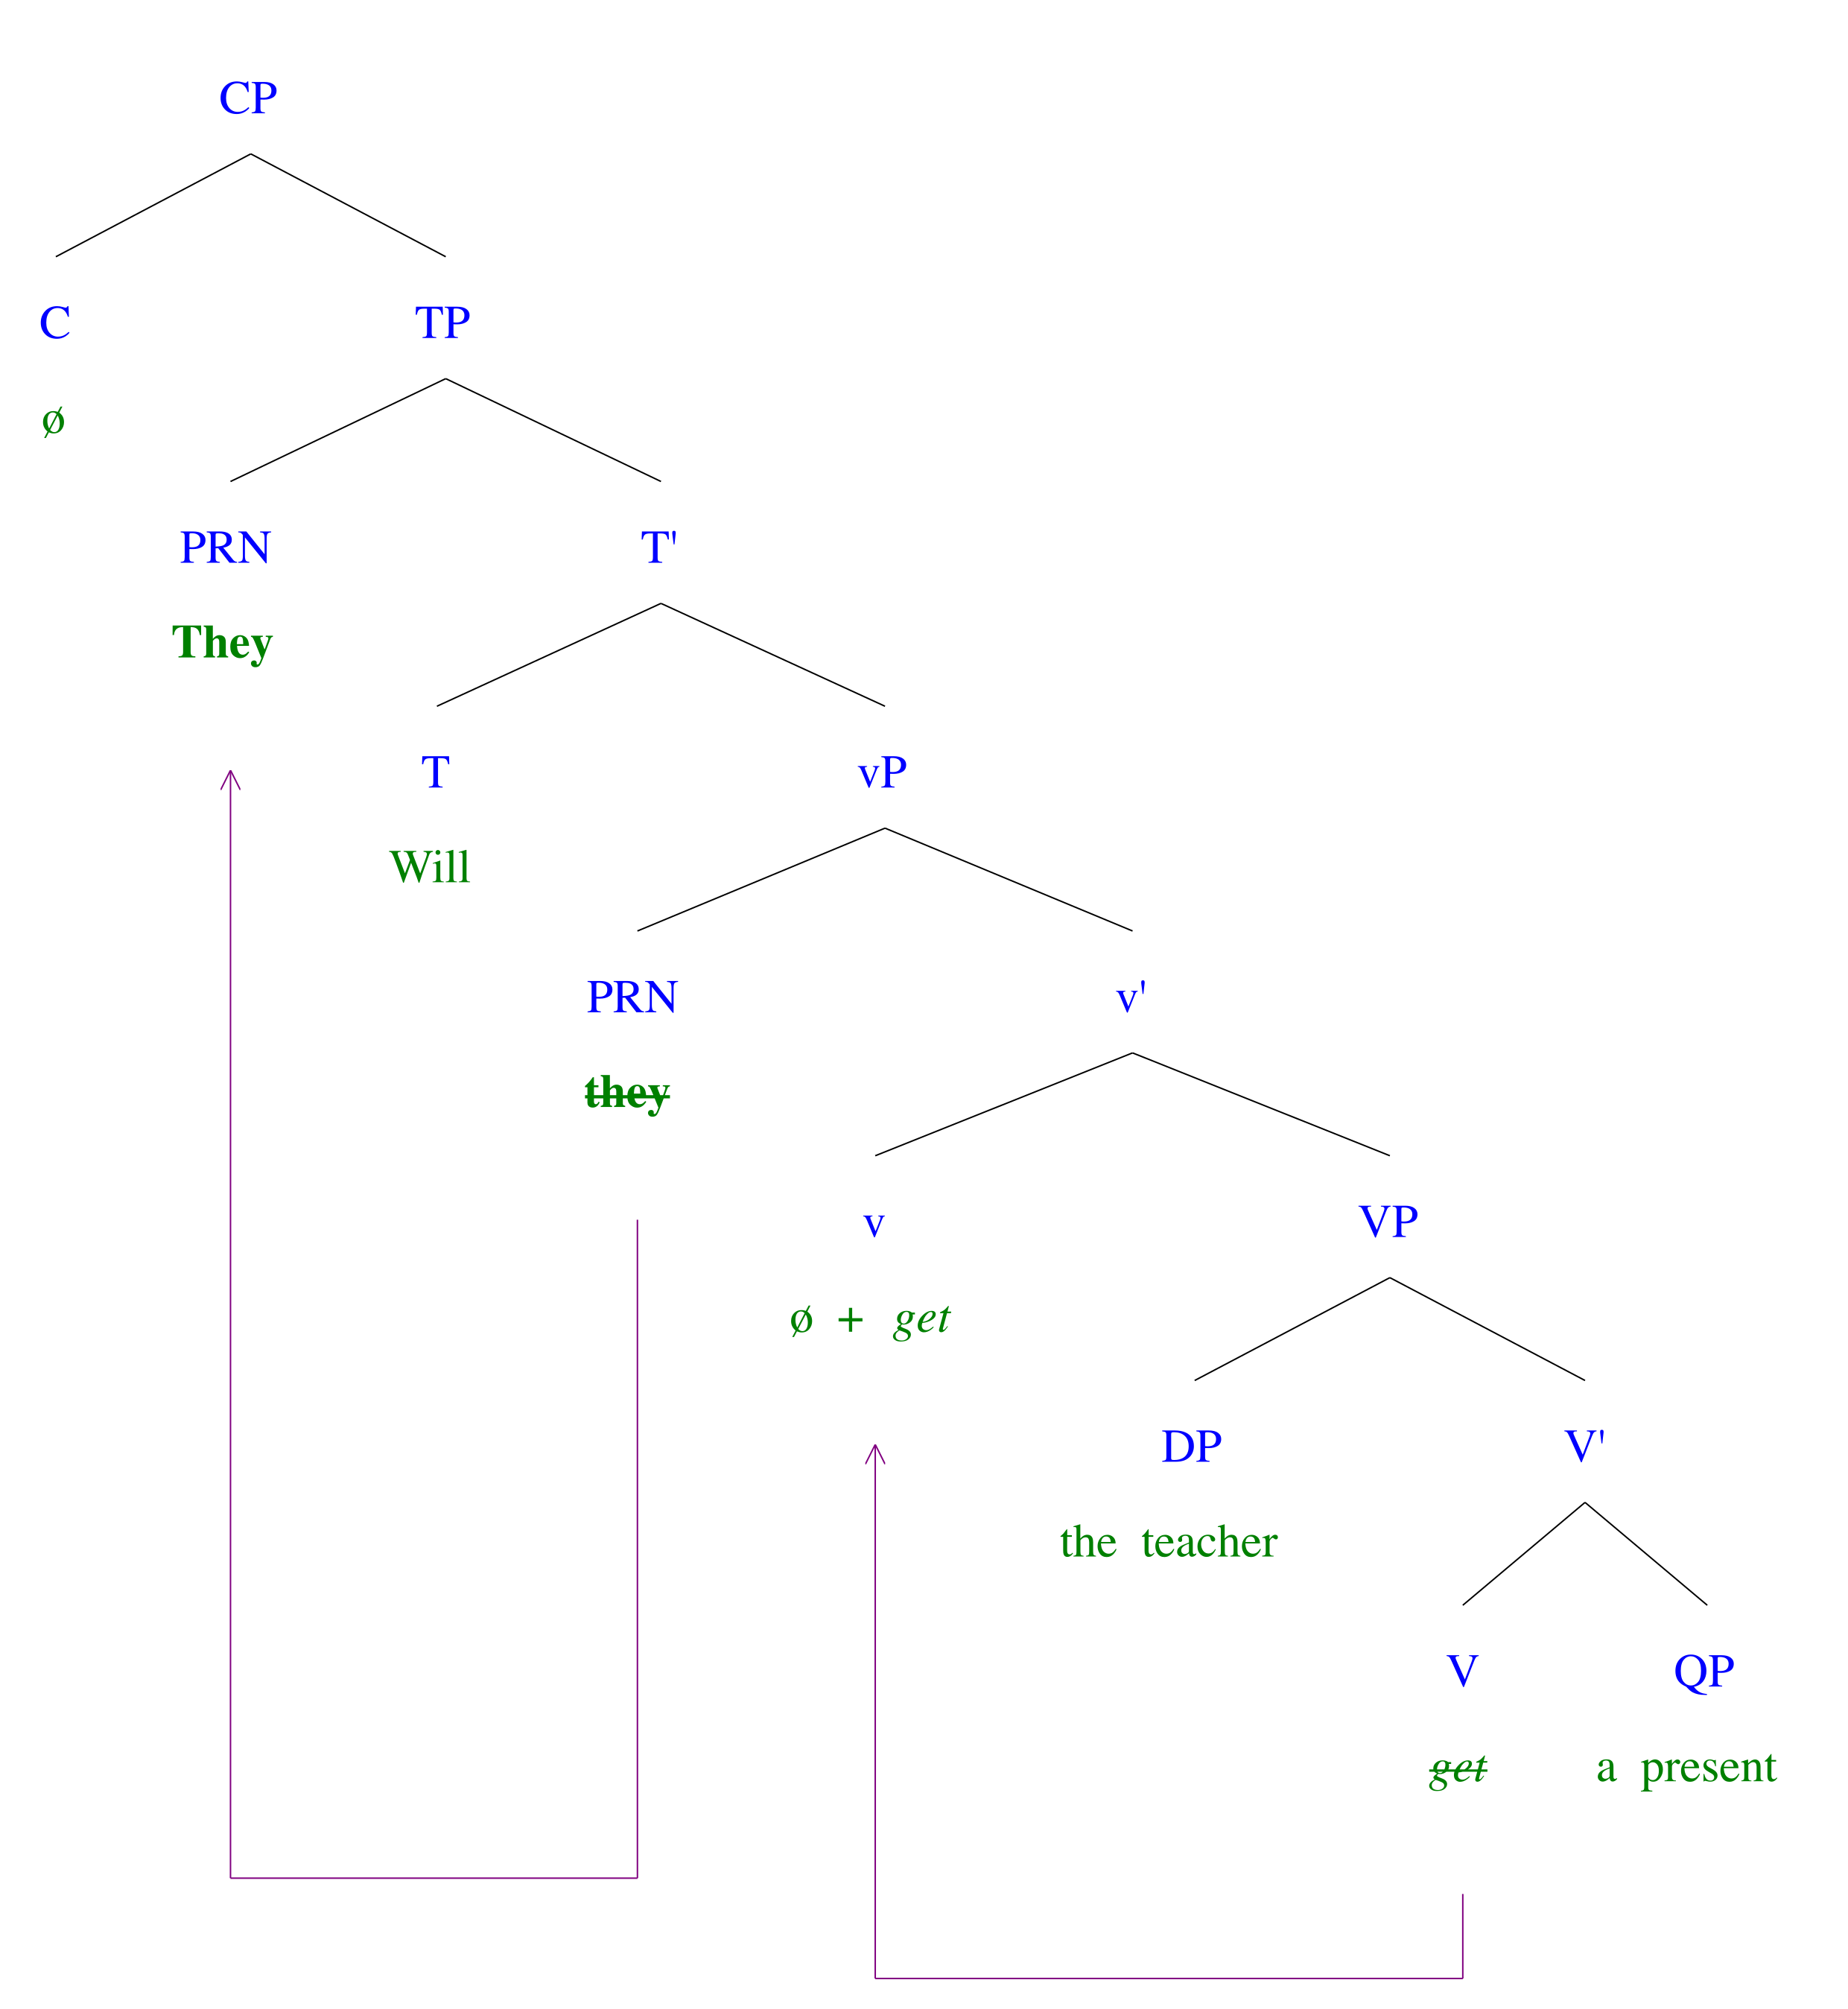 CP
C TP
ø
PRN T'
They
T vP
Will
PRN v'
they
v VP
ø + get
DP V'
the teacher
V QP
get a present